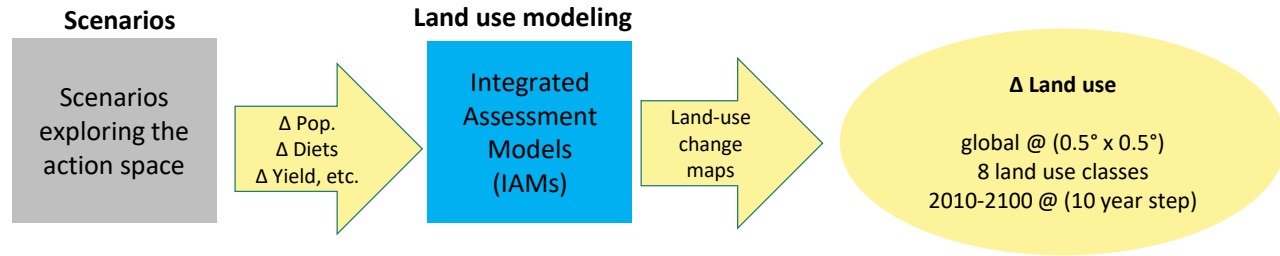 Scenarios
Scenarios
exploring the
action space
Δ Pop.
Δ Diets
Δ Yield, etc.
Land use modeling
Integrated
Assessment
Models
(IAMs)
Land-use
change
maps
Δ Land use
global @ (0.5° x 0.5°)
8 land use classes
2010-2100 @ (10 year step)